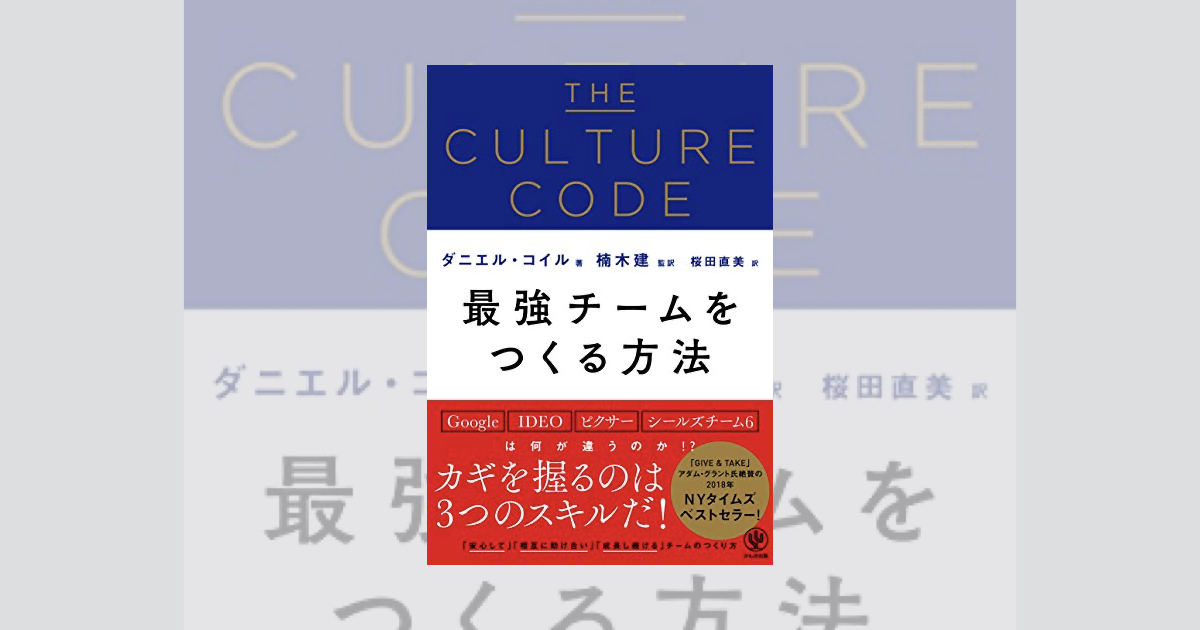 THE
CULTURE
CODE
ダニエル・コイル 著 楠木建 監訳 桜田直美 訳
最強チームを
つくる方法
Google IDEO ピクサー シールズチーム6
は何が違うのか!?
カギを握るのは
3つのスキルだ!
「GIVE & TAKE」
アダム・グラント氏絶賛の
2018年
NYタイムズ
ベストセラー!
「安心して」「相互に助け合い」「成長し続ける」チームのつくり方
かんき出版